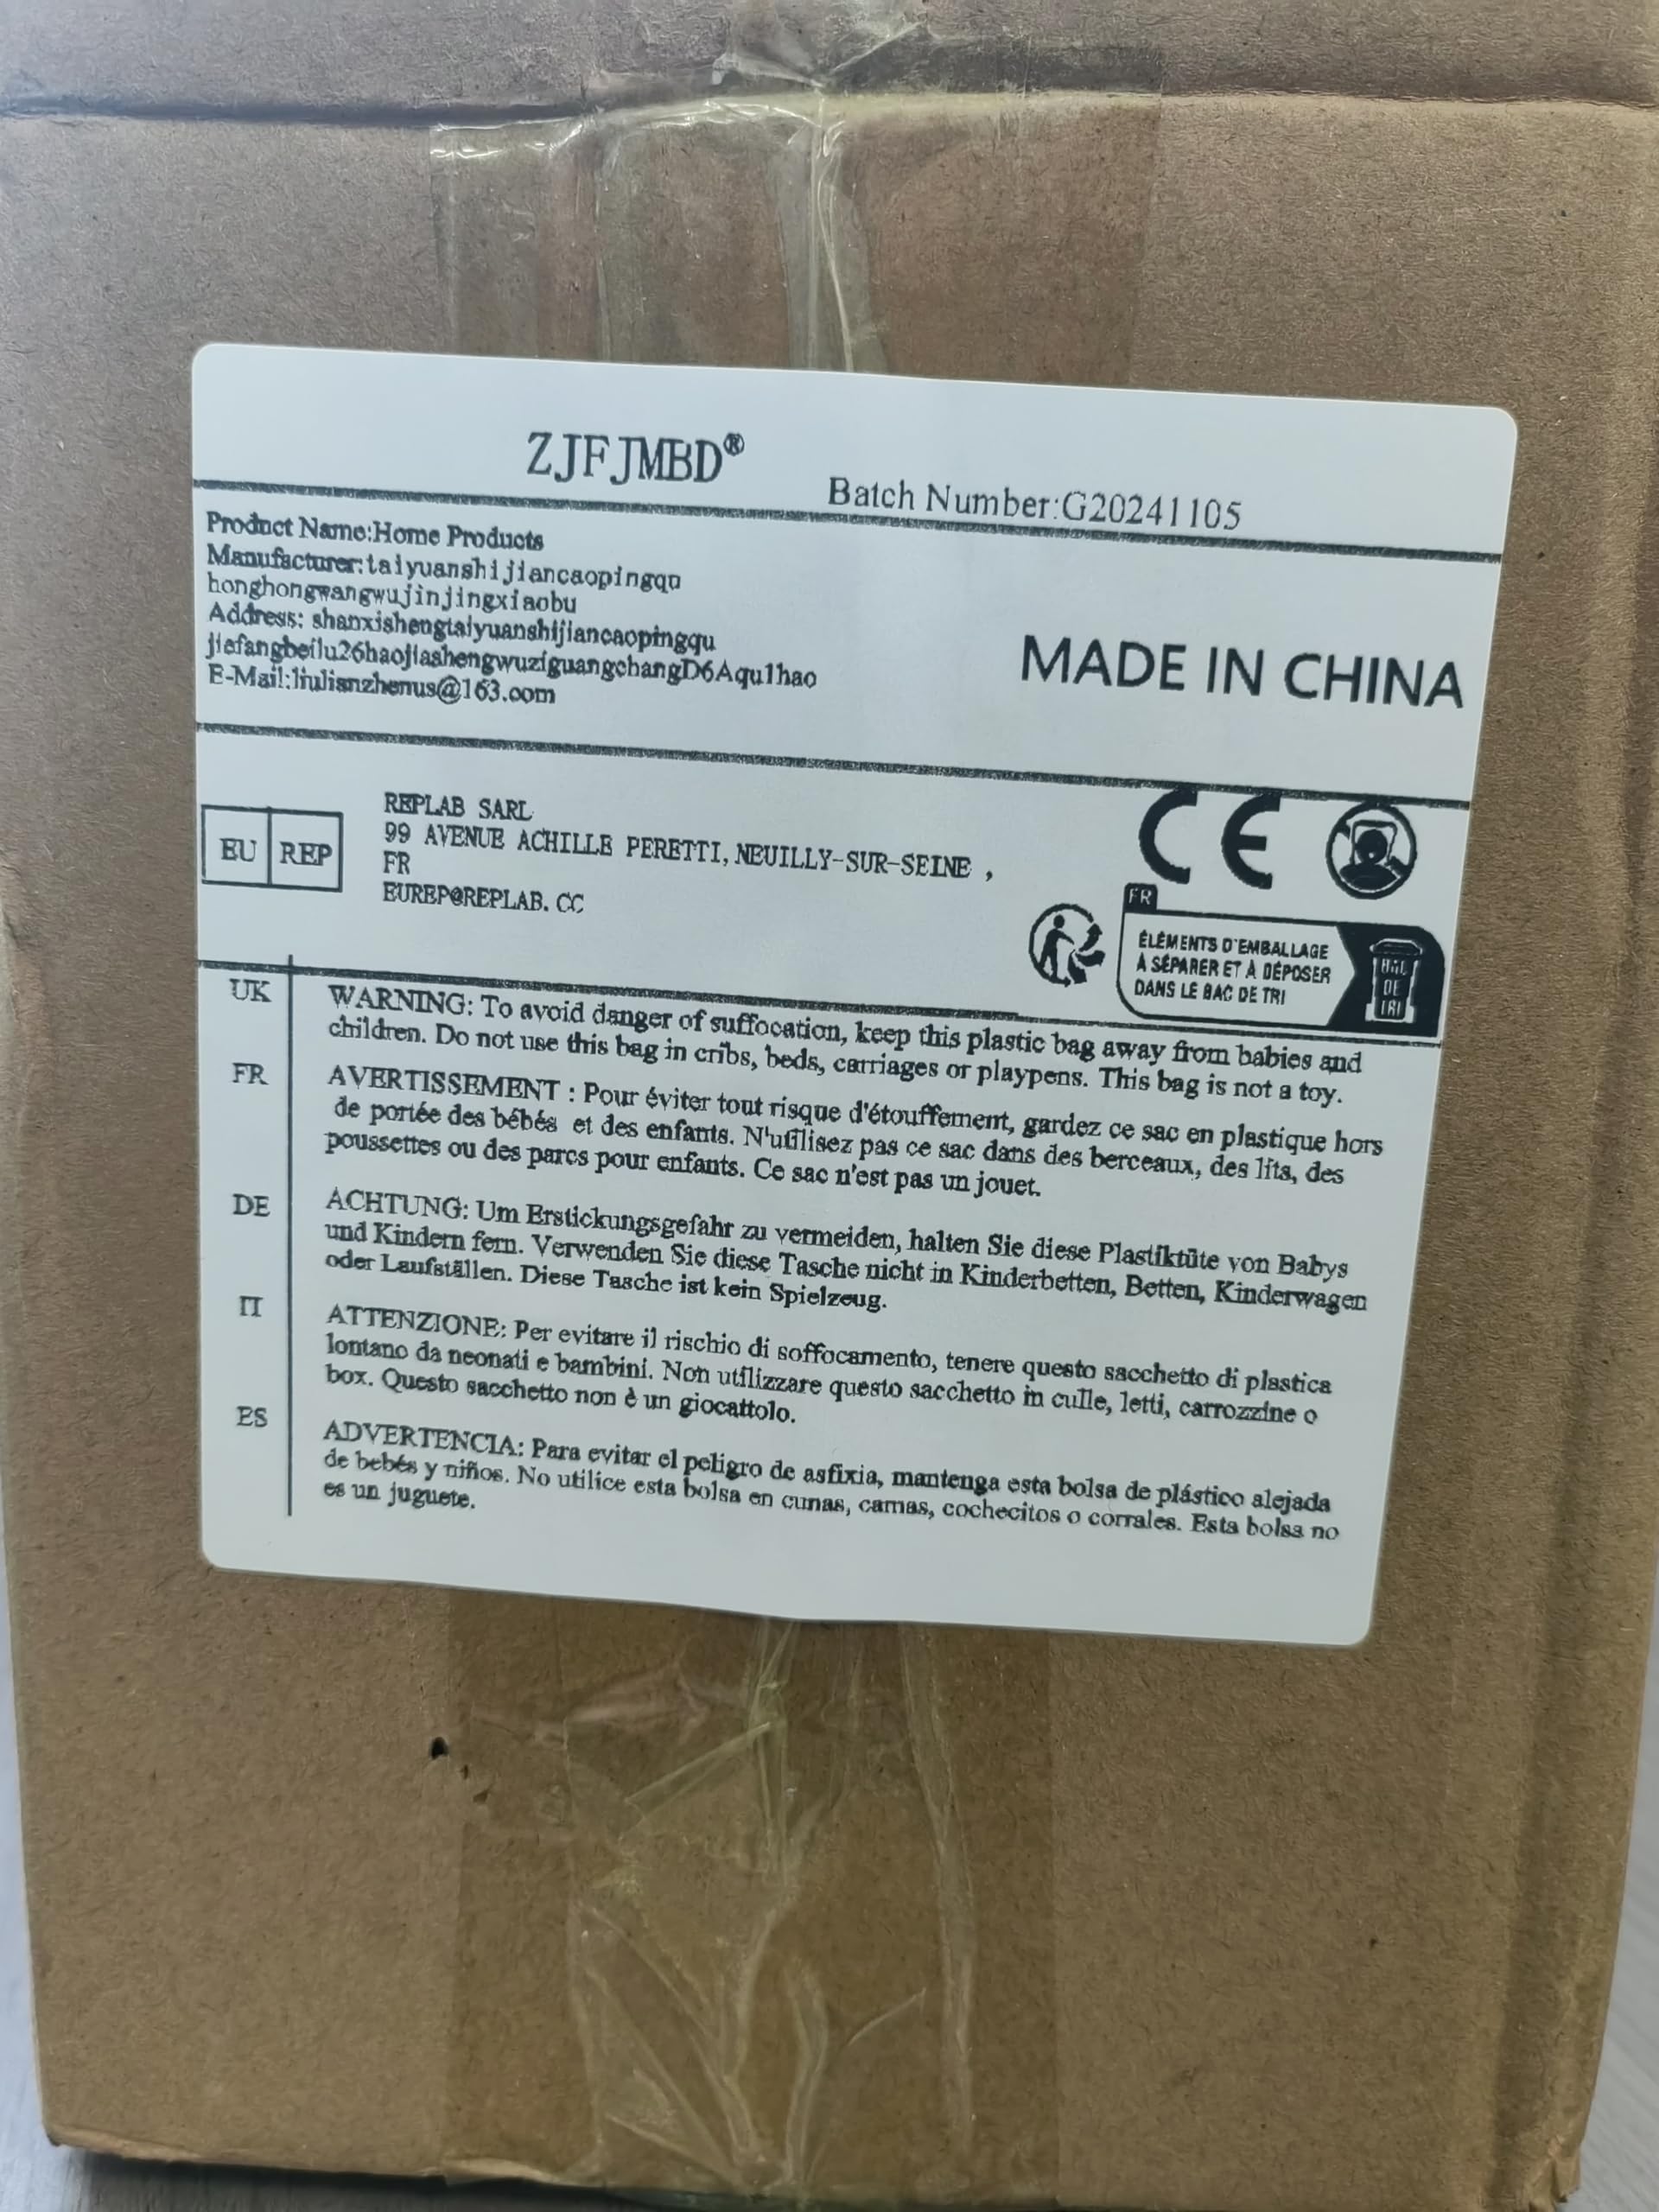 ZJFJMBD®
Batch Number:G20241105
Product Name:Home Products
Manufacturer:taiyuanshijiancaopingqu
honghongwangwujinjingxiaobu
Address: shanxishengtaiyuanshijiancaopingqu
jiefangbeilu26haojiashengwuziguangchangD6Aqu1hao
E-Mail:liulianzhenus@163.com
MADE IN CHINA
EU REP
REPLAB SARL
99 AVENUE ACHILLE PERETTI, NEUILLY-SUR-SEINE ,
FR
EUREP@REPLAB. CC
CE
FR
ÉLÉMENTS D'EMBALLAGE
À SÉPARER ET À DÉPOSER
DANS LE BAC DE TRI
BAC
DE
TRI
UK
WARNING: To avoid danger of suffocation, keep this plastic bag away from babies and
children. Do not use this bag in cribs, beds, carriages or playpens. This bag is not a toy.
FR
AVERTISSEMENT : Pour éviter tout risque d'étouffement, gardez ce sac en plastique hors
de portée des bébés et des enfants. N'utilisez pas ce sac dans des berceaux, des lits, des
poussettes ou des parcs pour enfants. Ce sac n'est pas un jouet.
DE
ACHTUNG: Um Erstickungsgefahr zu vermeiden, halten Sie diese Plastiktüte von Babys
und Kindern fern. Verwenden Sie diese Tasche nicht in Kinderbetten, Betten, Kinderwagen
oder Laufställen. Diese Tasche ist kein Spielzeug.
IT
ATTENZIONE: Per evitare il rischio di soffocamento, tenere questo sacchetto di plastica
lontano da neonati e bambini. Non utilizzare questo sacchetto in culle, letti, carrozzine o
box. Questo sacchetto non è un giocattolo.
ES
ADVERTENCIA: Para evitar el peligro de asfixia, mantenga esta bolsa de plástico alejada
de bebés y niños. No utilice esta bolsa en cunas, camas, cochecitos o corrales. Esta bolsa no
es un juguete.